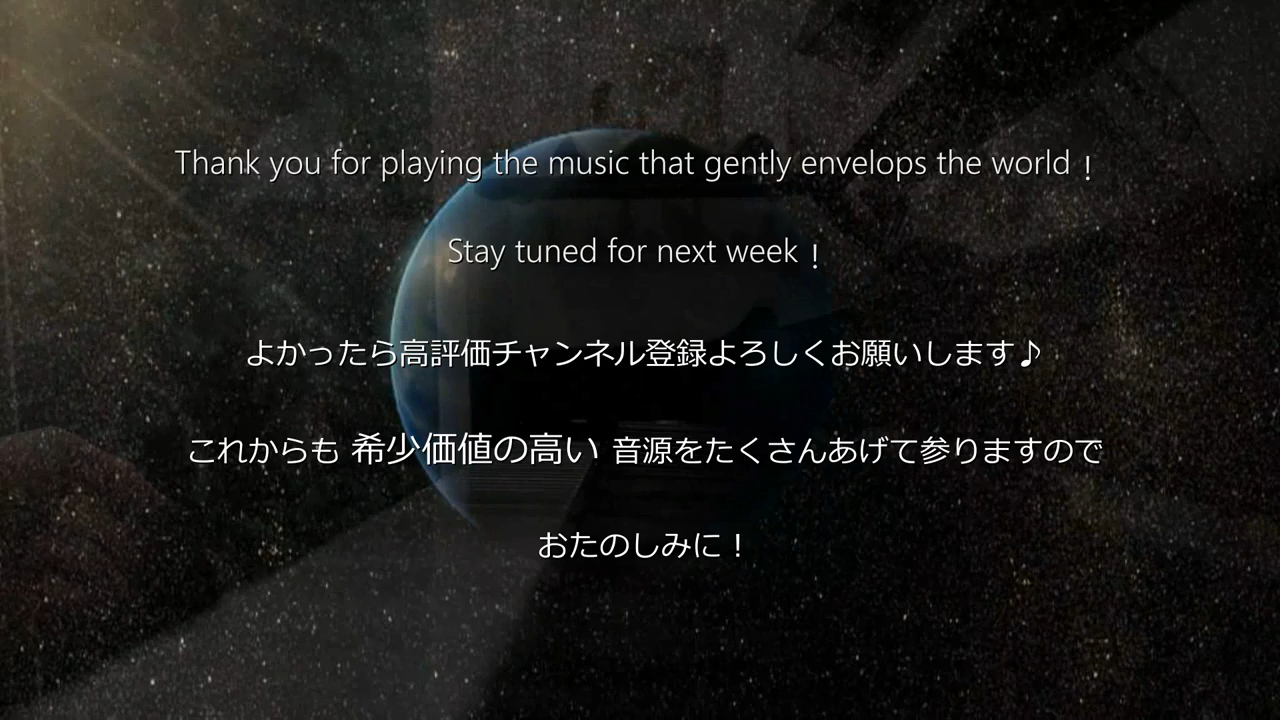 Thank you for playing the music that gently envelops the world！
Stay tuned for next week！
よかったら高評価チャンネル登録よろしくお願いします♪
これからも 希少価値の高い 音源をたくさんあげて参りますので
おたのしみに！